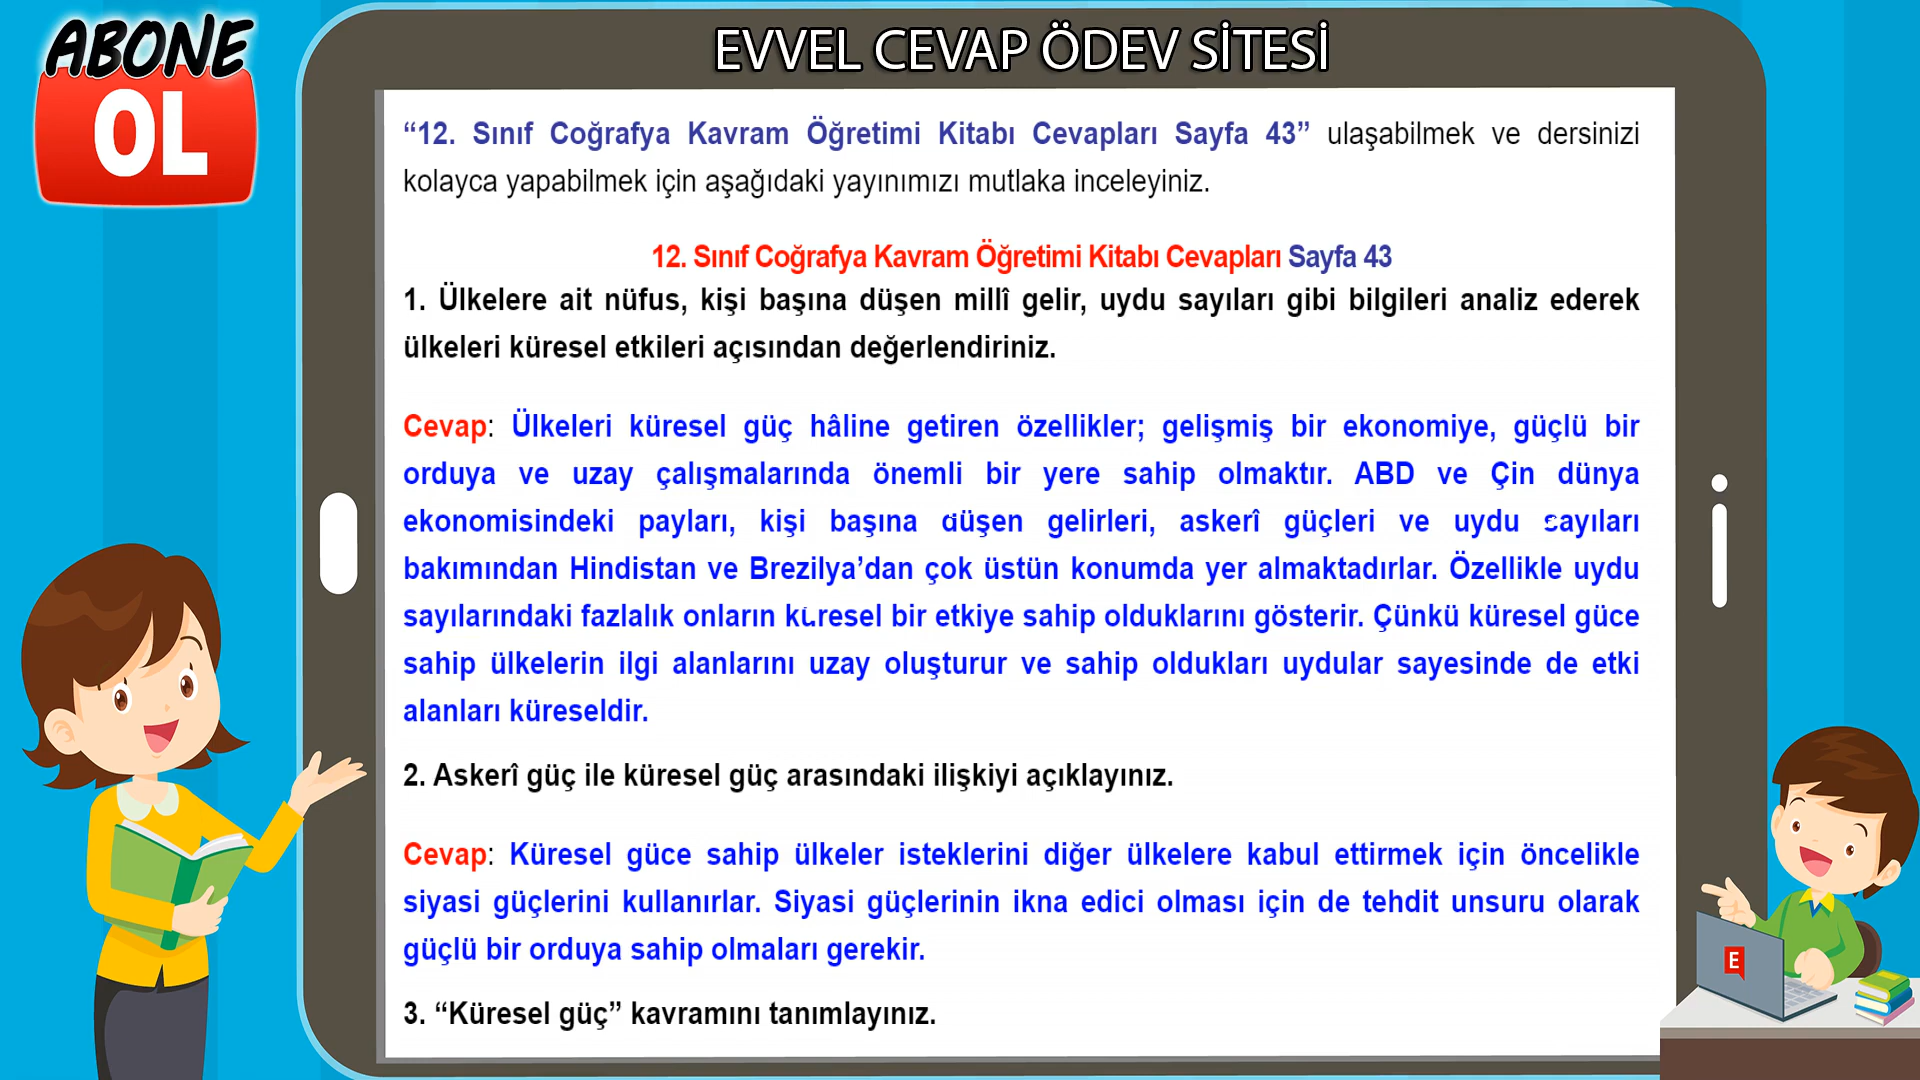 ABONE
OL
EVVEL CEVAP ÖDEV SİTESİ
“12. Sınıf Coğrafya Kavram Öğretimi Kitabı Cevapları Sayfa 43” ulaşabilmek ve dersinizi
kolayca yapabilmek için aşağıdaki yayınımızı mutlaka inceleyiniz.
12. Sınıf Coğrafya Kavram Öğretimi Kitabı Cevapları Sayfa 43
1. Ülkelere ait nüfus, kişi başına düşen millî gelir, uydu sayıları gibi bilgileri analiz ederek
ülkeleri küresel etkileri açısından değerlendiriniz.
Cevap: Ülkeleri küresel güç hâline getiren özellikler; gelişmiş bir ekonomiye, güçlü bir
orduya ve uzay çalışmalarında önemli bir yere sahip olmaktır. ABD ve Çin dünya
ekonomisindeki payları, kişi başına düşen gelirleri, askerî güçleri ve uydu sayıları
bakımından Hindistan ve Brezilya’dan çok üstün konumda yer almaktadırlar. Özellikle uydu
sayılarındaki fazlalık onların küresel bir etkiye sahip olduklarını gösterir. Çünkü küresel güce
sahip ülkelerin ilgi alanlarını uzay oluşturur ve sahip oldukları uydular sayesinde de etki
alanları küreseldir.
2. Askerî güç ile küresel güç arasındaki ilişkiyi açıklayınız.
Cevap: Küresel güce sahip ülkeler isteklerini diğer ülkelere kabul ettirmek için öncelikle
siyasi güçlerini kullanırlar. Siyasi güçlerinin ikna edici olması için de tehdit unsuru olarak
güçlü bir orduya sahip olmaları gerekir.
3. “Küresel güç” kavramını tanımlayınız.
E